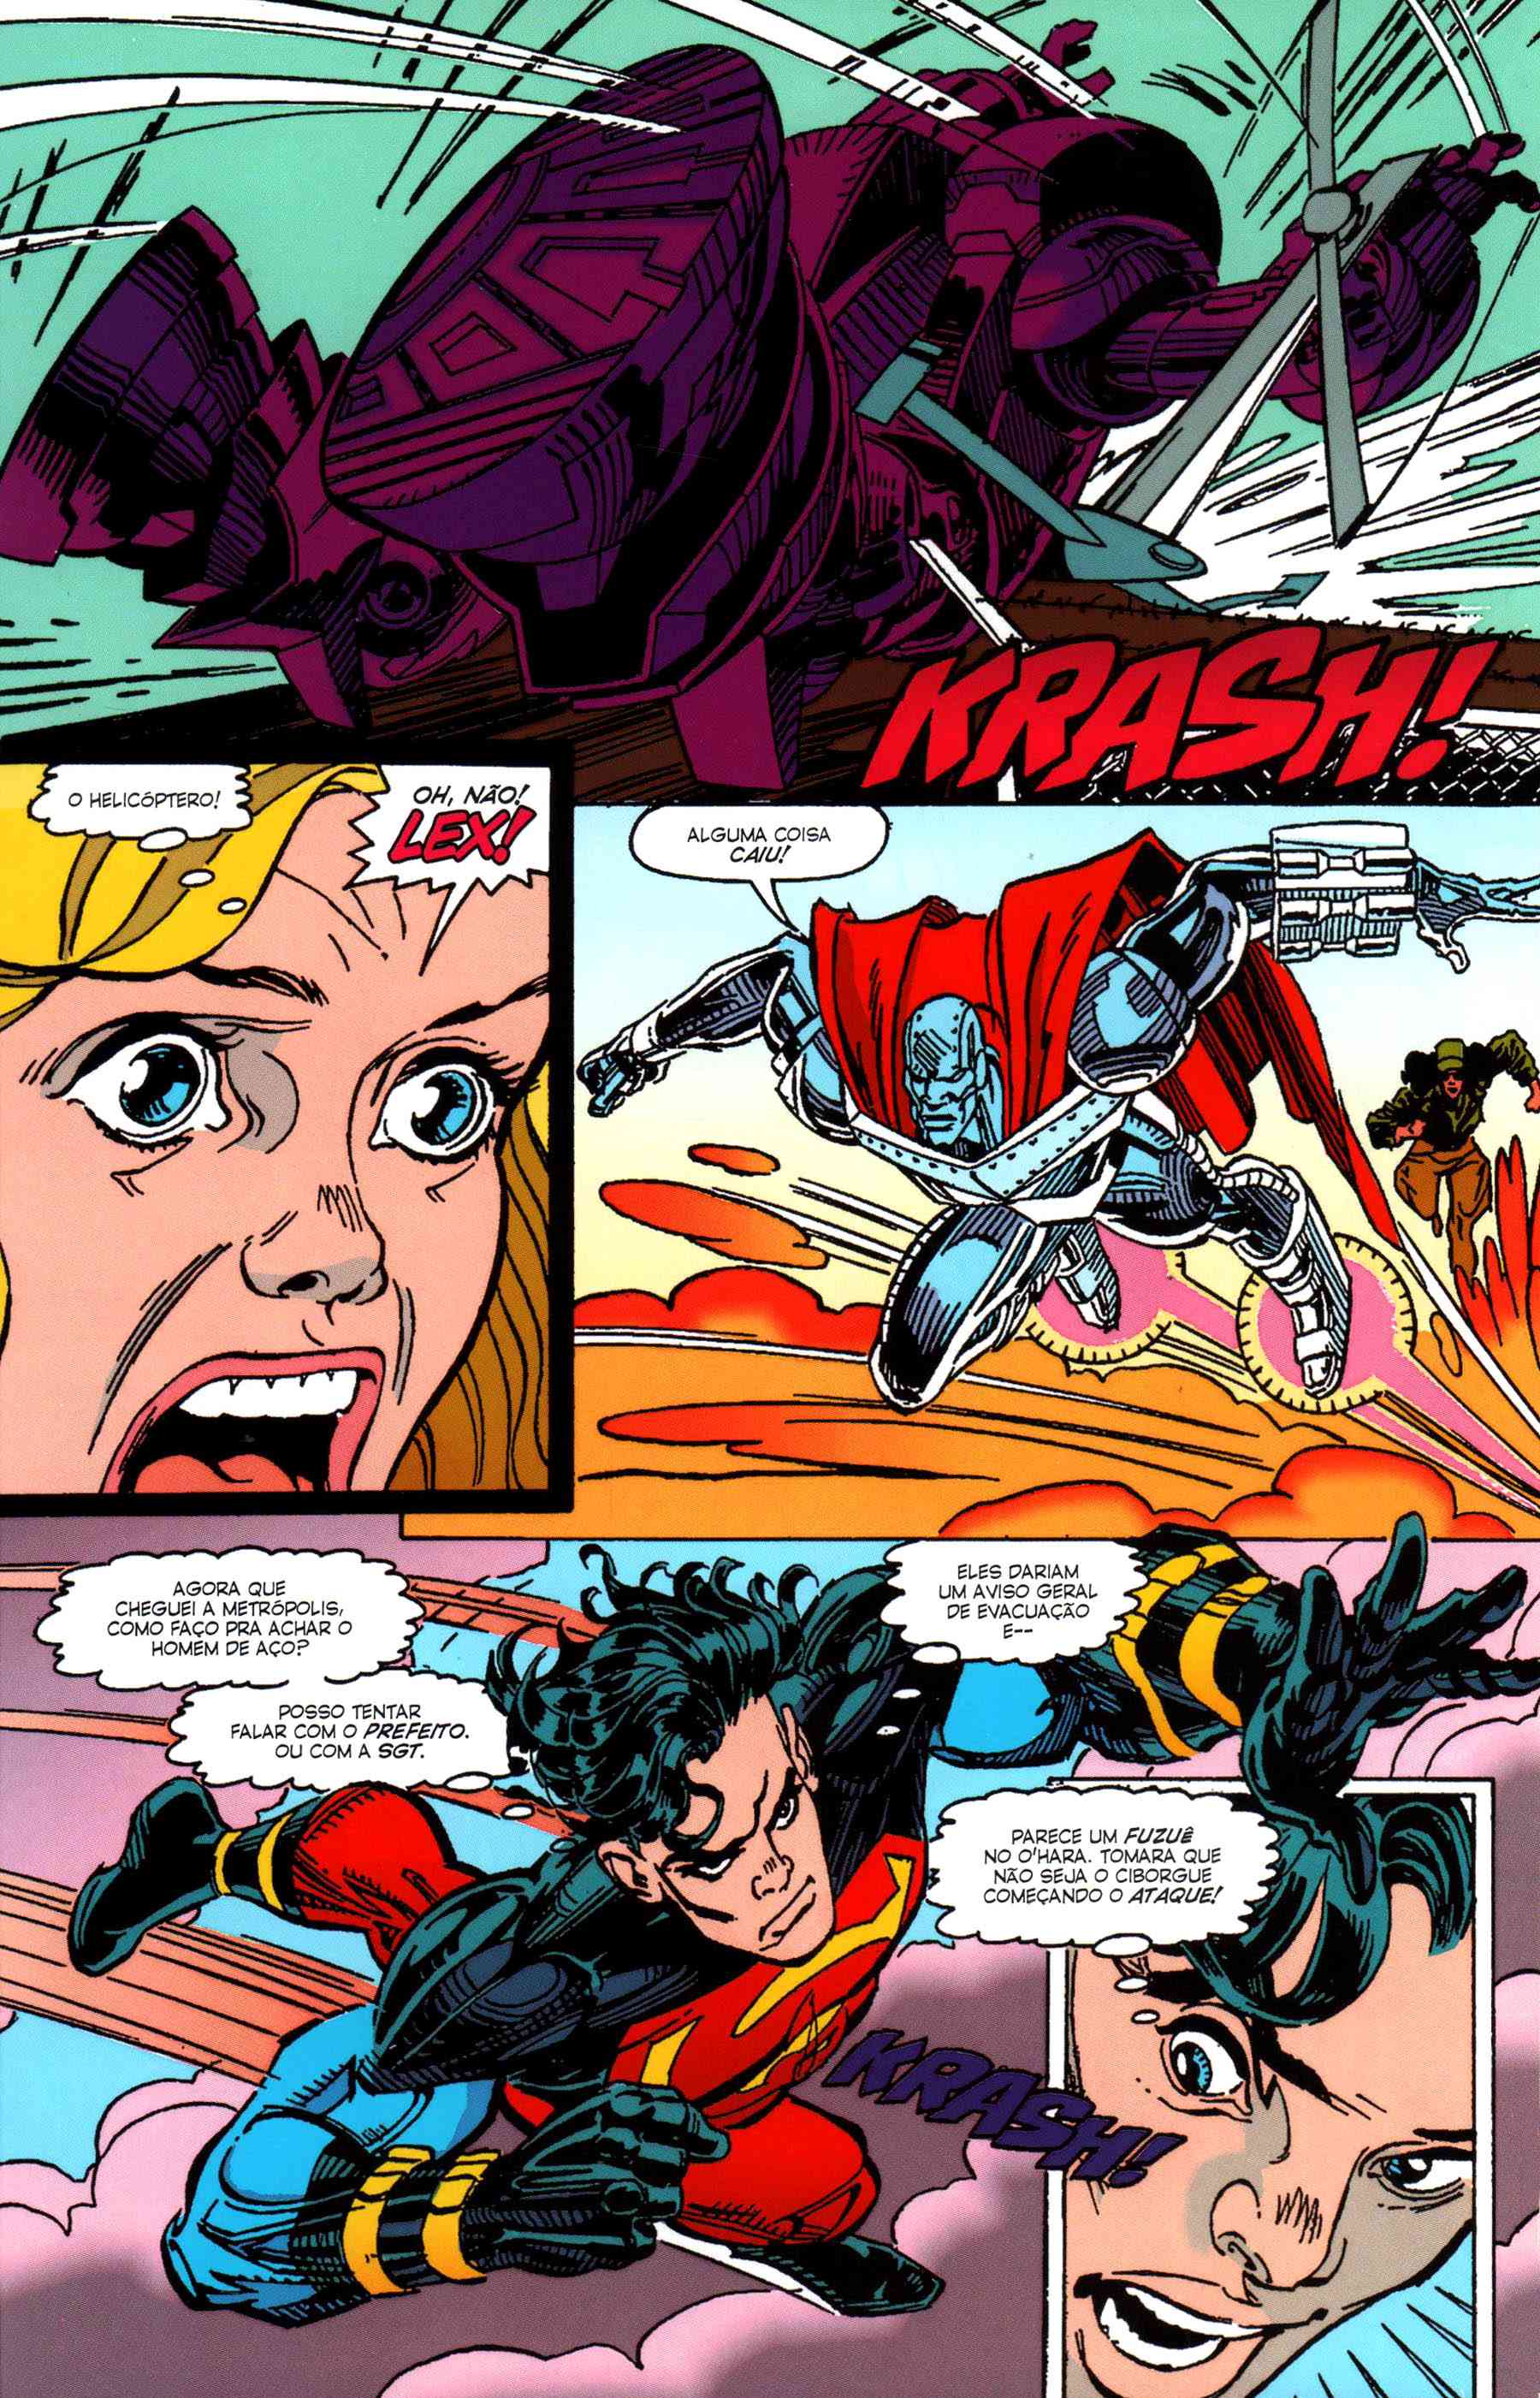 KRASH!
O HELICÓPTERO!
OH, NÃO!
LEX!
ALGUMA COISA
CAIU!
AGORA QUE
CHEGUEI A METRÓPOLIS,
COMO FAÇO PRA ACHAR O
HOMEM DE AÇO?
POSSO TENTAR
FALAR COM O PREFEITO.
OU COM A SGT.
ELES DARIAM
UM AVISO GERAL
DE EVACUAÇÃO
E--
KRASH!
PARECE UM FUZUÊ
NO O'HARA. TOMARA QUE
NÃO SEJA O CIBORGUE
COMEÇANDO O ATAQUE!